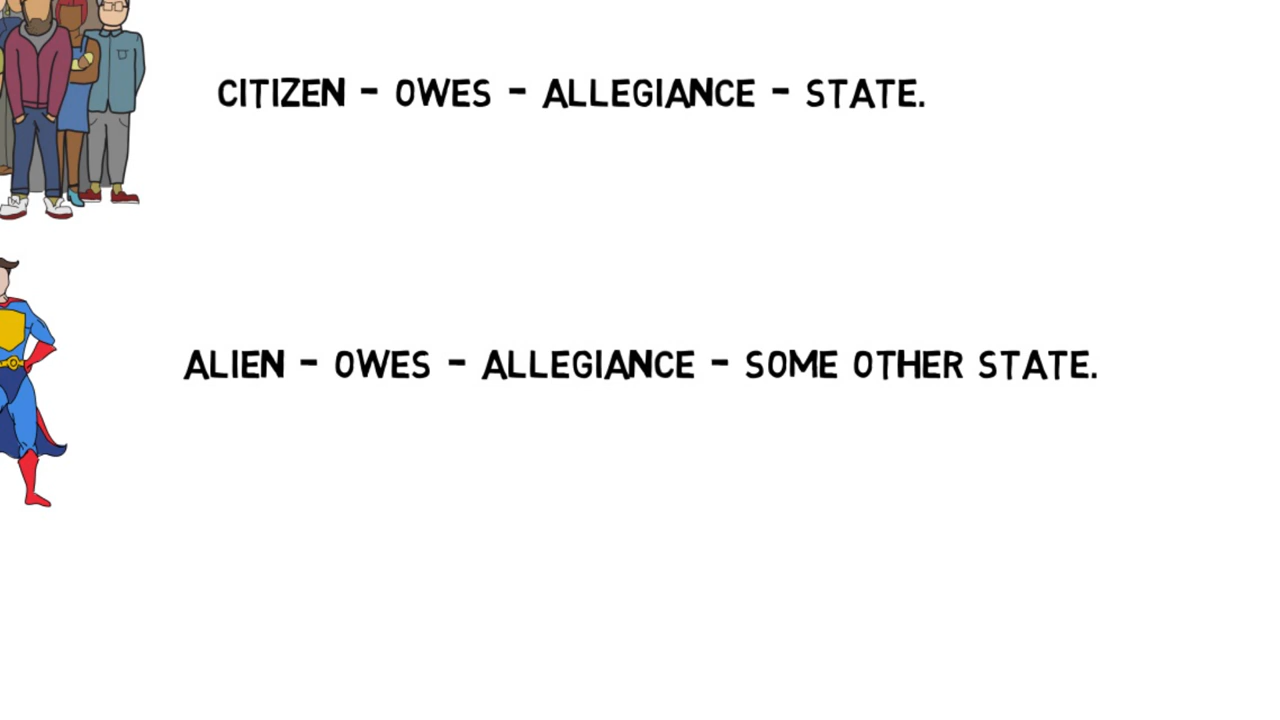 CITIZEN - OWES - ALLEGIANCE - STATE.
ALIEN - OWES - ALLEGIANCE - SOME OTHER STATE.